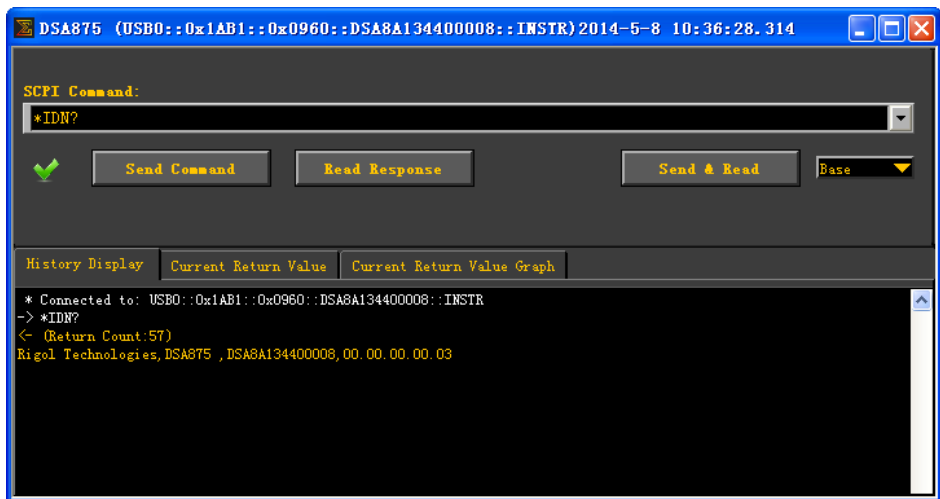 DSA875 (USB0::0x1AB1::0x0960::DSA8A134400008::INSTR)2014-5-8 10:36:28.314
SCPI Command:
*IDN?
Send Command Read Response Send & Read Base
History Display Current Return Value Current Return Value Graph
* Connected to: USB0::0x1AB1::0x0960::DSA8A134400008::INSTR
-> *IDN?
<- (Return Count:57)
Rigol Technologies,DSA875 ,DSA8A134400008,00.00.00.00.03